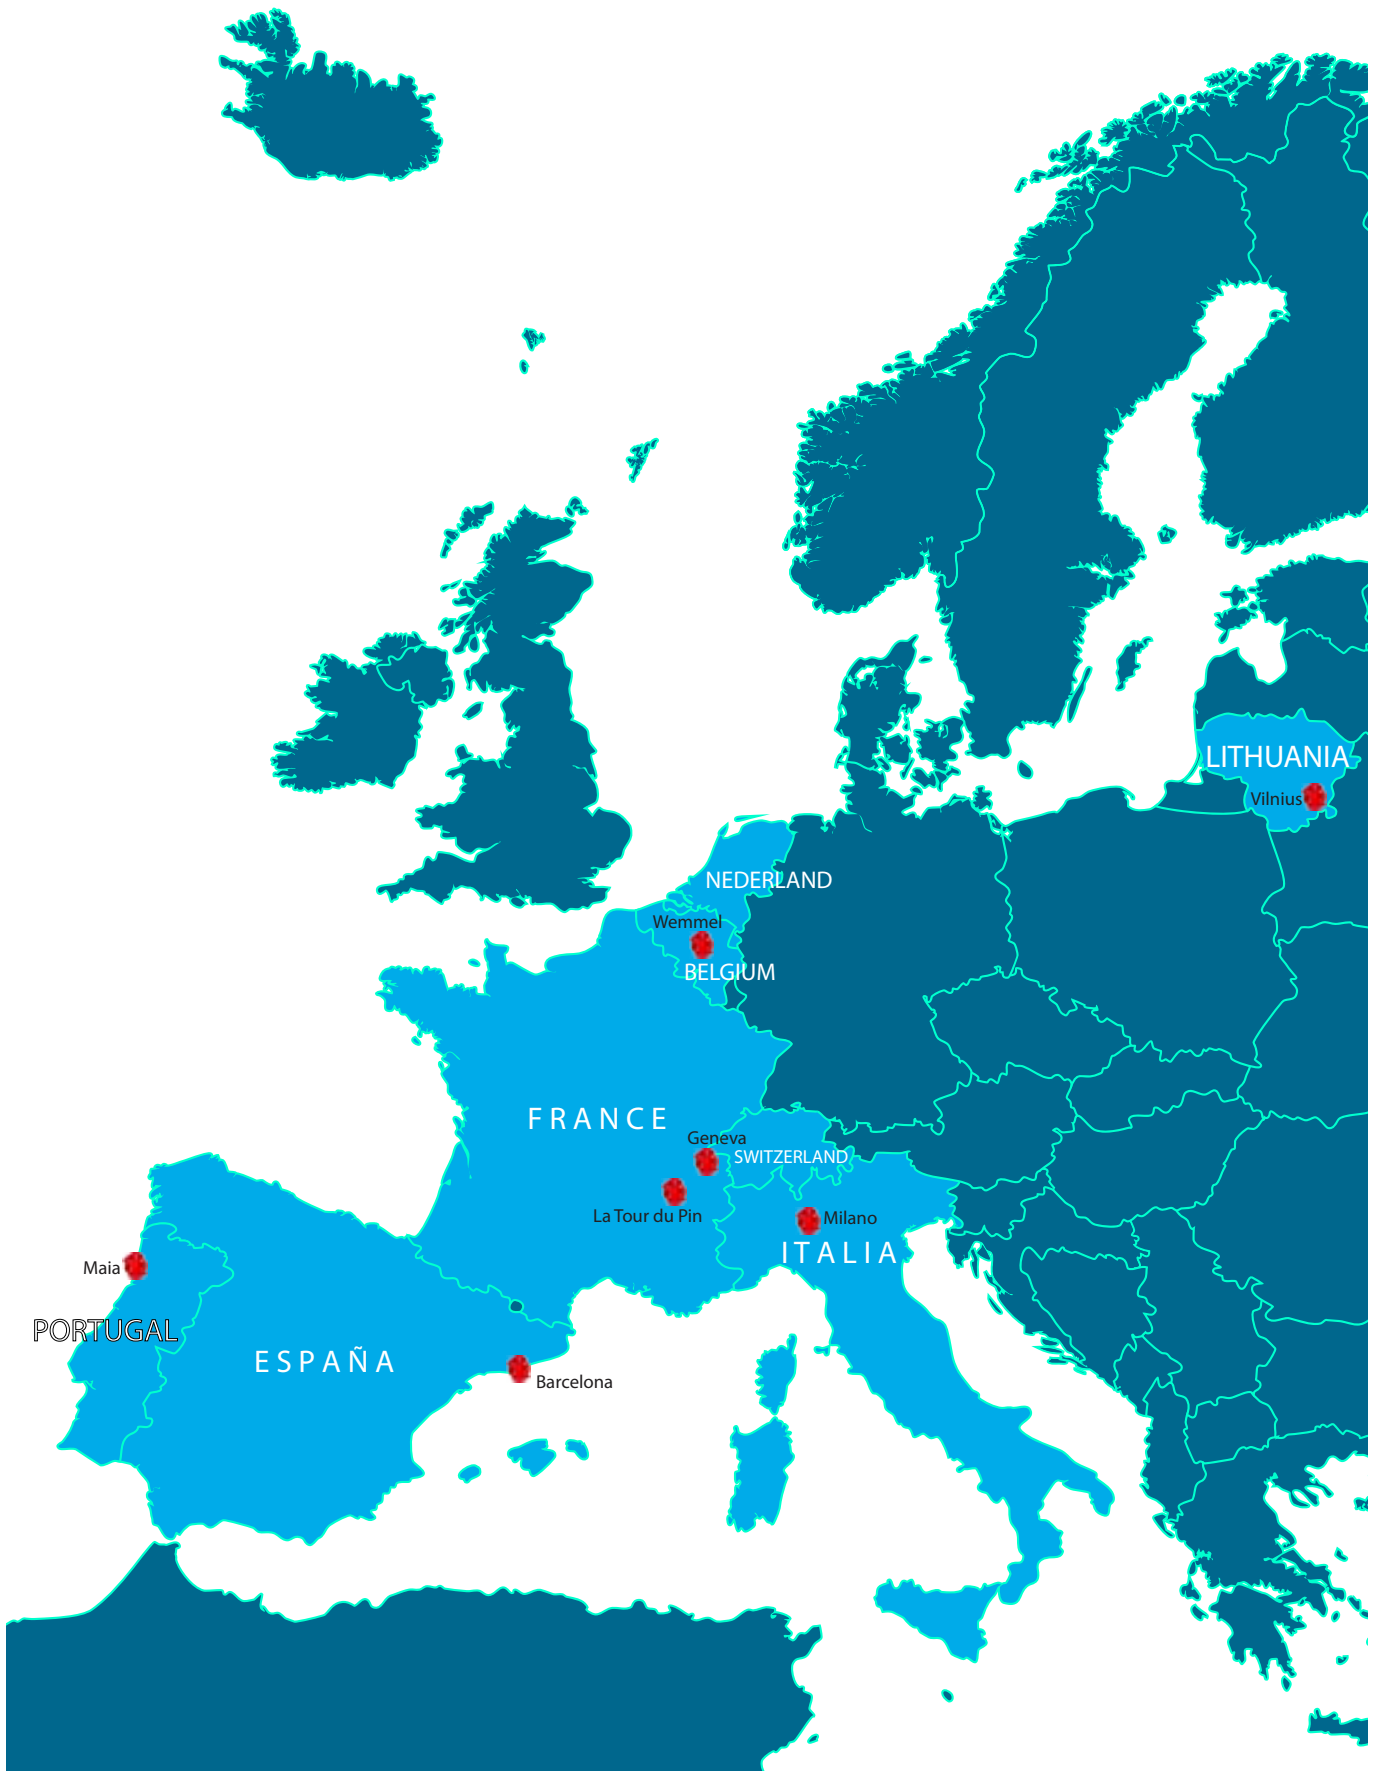 LITHUANIA
Vilnius
NEDERLAND
Wemmel
BELGIUM
FRANCE
Geneva
SWITZERLAND
La Tour du Pin
Milano
ITALIA
Maia
PORTUGAL
ESPAÑA
Barcelona